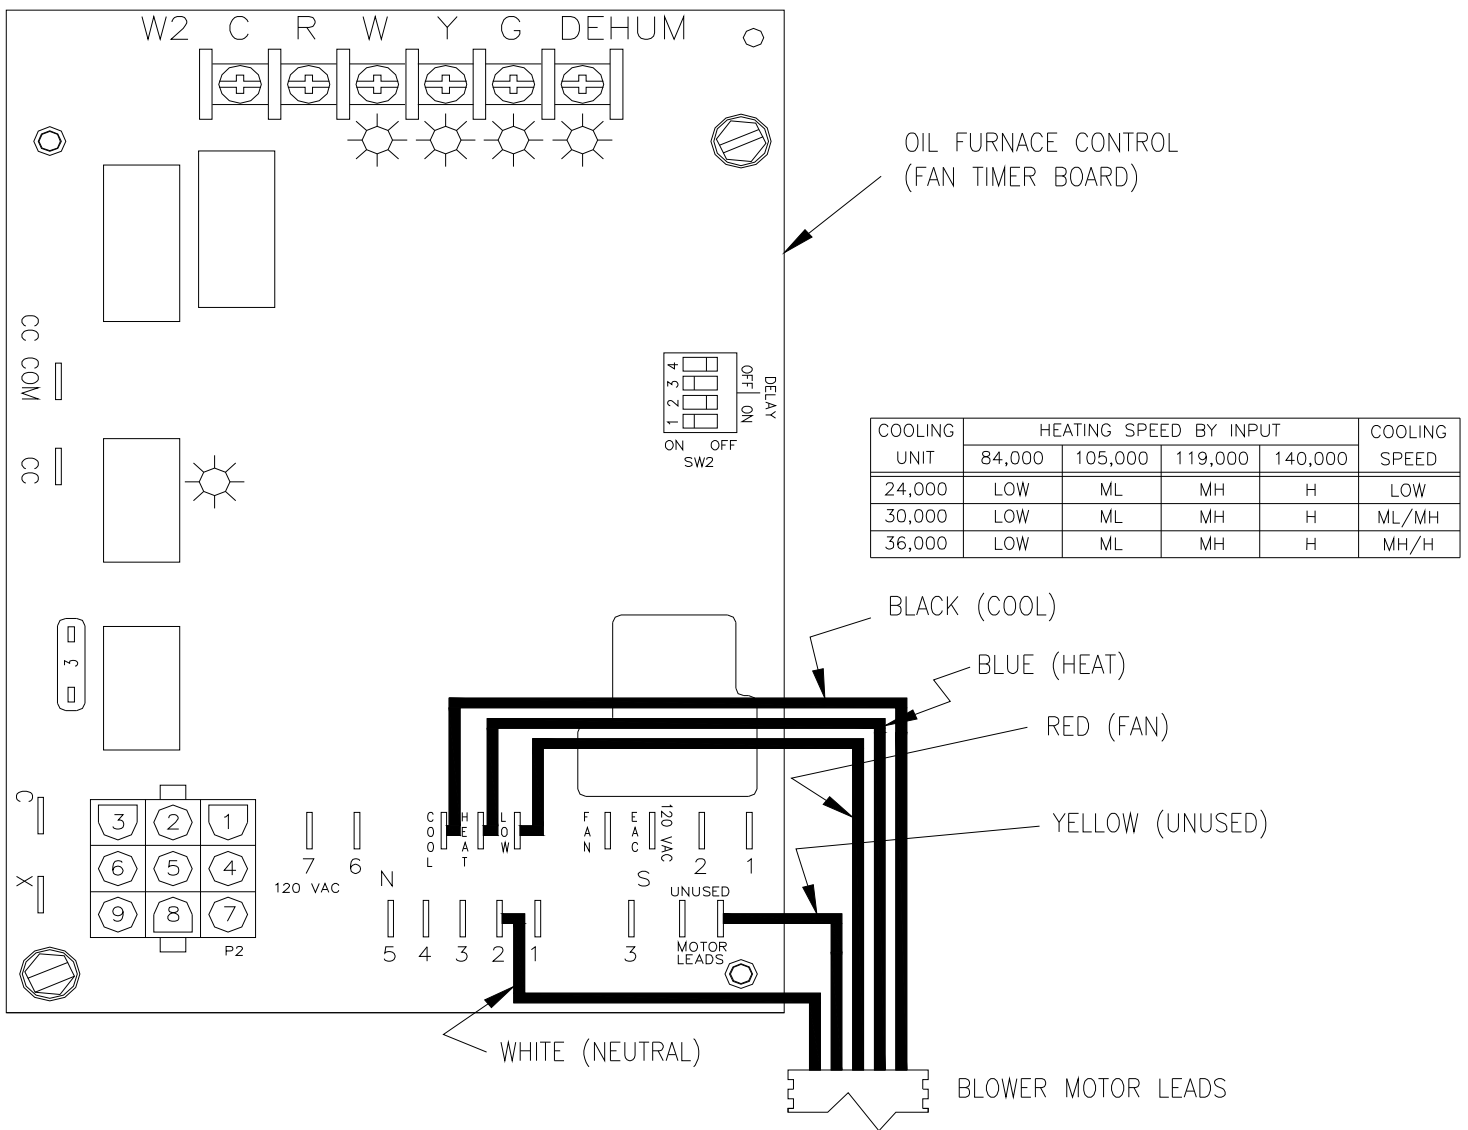 W2 C R W Y G DEHUM
OIL FURNACE CONTROL
(FAN TIMER BOARD)
CC COM
CC
4
3
2
1
OFF
ON
DELAY
ON OFF
SW2
COOLING UNIT HEATING SPEED BY INPUT COOLING SPEED
84,000 105,000 119,000 140,000
24,000 LOW ML MH H LOW
30,000 LOW ML MH H ML/MH
36,000 LOW ML MH H MH/H
BLACK (COOL)
BLUE (HEAT)
RED (FAN)
YELLOW (UNUSED)
3
C
X
3 2 1
6 5 4
9 8 7
P2
7 6
120 VAC
COOL
HEAT
LOW
FAN
EAC
120 VAC
2 1
N
5 4 3 2 1
S
3
UNUSED
MOTOR
LEADS
WHITE (NEUTRAL)
BLOWER MOTOR LEADS